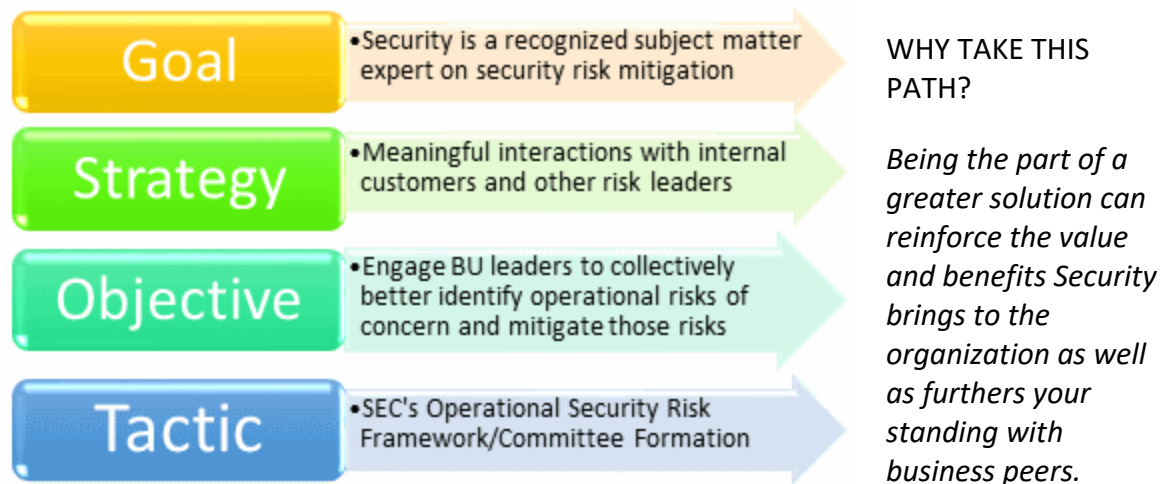 Goal
•Security is a recognized subject matter
expert on security risk mitigation
Strategy
•Meaningful interactions with internal
customers and other risk leaders
Objective
•Engage BU leaders to collectively
better identify operational risks of
concern and mitigate those risks
Tactic
•SEC's Operational Security Risk
Framework/Committee Formation
WHY TAKE THIS
PATH?
Being the part of a
greater solution can
reinforce the value
and benefits Security
brings to the
organization as well
as furthers your
standing with
business peers.